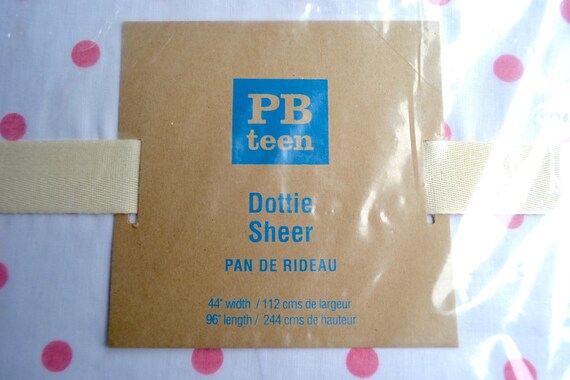 PB
teen
Dottie
Sheer
PAN DE RIDEAU
44" width / 112 cms de largeur
96" length / 244 cms de hauteur